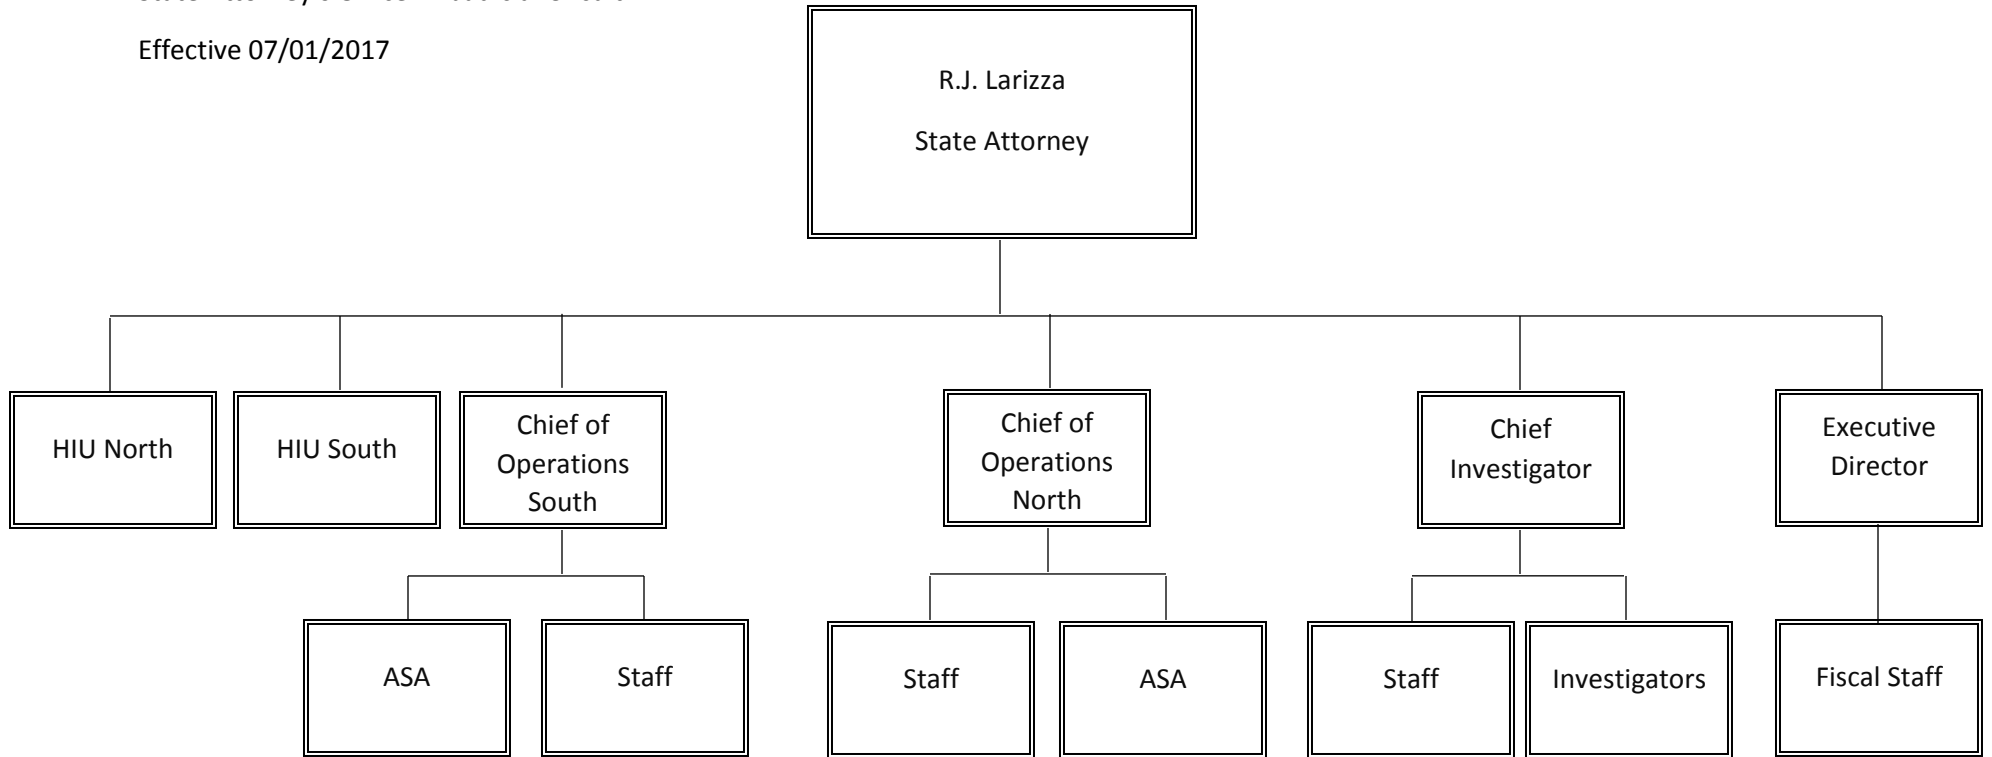 Effective 07/01/2017
R.J. Larizza
State Attorney
HIU North
HIU South
Chief of
Operations
South
Chief of
Operations
North
Chief
Investigator
Executive
Director
ASA
Staff
Staff
ASA
Staff
Investigators
Fiscal Staff